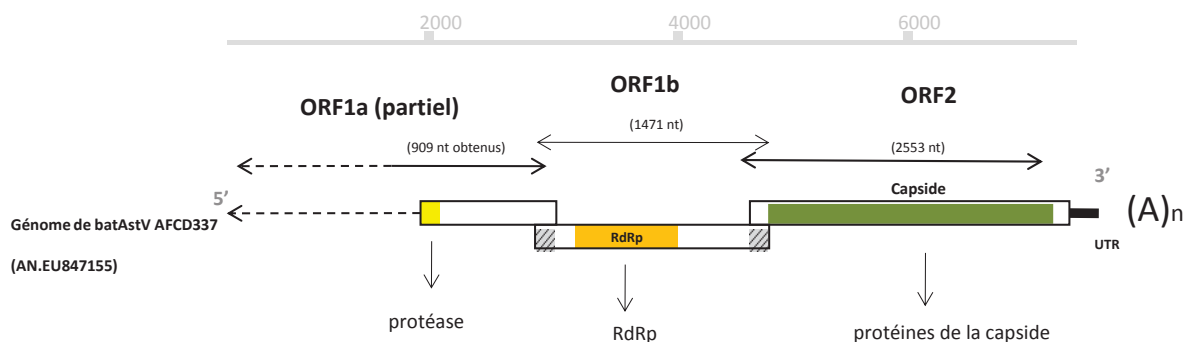 2000 4000 6000
ORF1a (partiel) ORF1b ORF2
(909 nt obtenus) (1471 nt) (2553 nt)
5’ Capside 3’
Génome de batAstV AFCD337 (A)n
RdRp UTR
(AN.EU847155)
protéase RdRp protéines de la capside